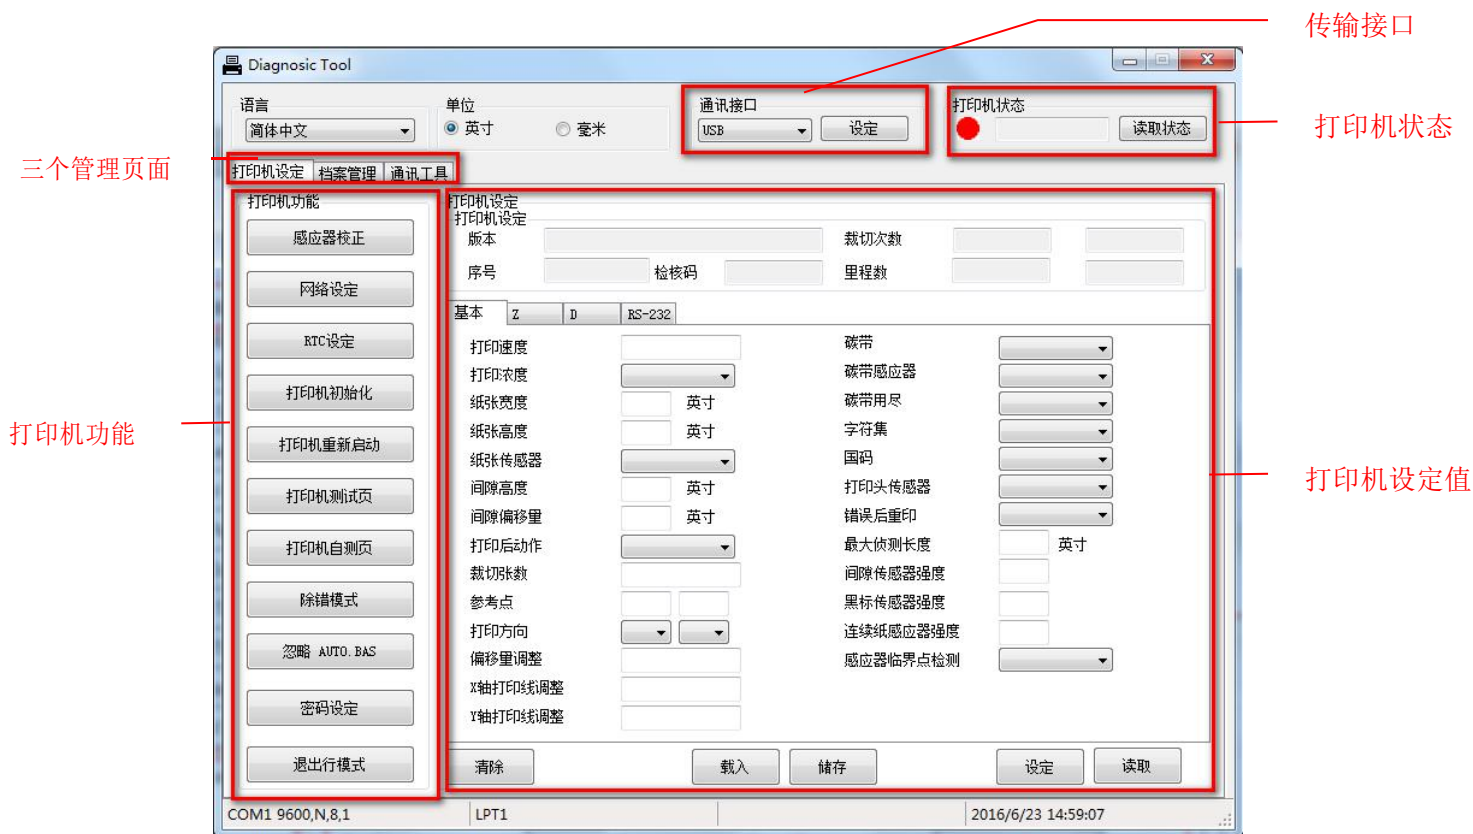 传输接口
Diagnosic Tool
语言
单位
通讯接口
打印机状态
简体中文
英寸
毫米
USB
设定
读取状态
打印机状态
三个管理页面
打印机设定
档案管理
通讯工具
打印机功能
打印机设定
打印机设定
感应器校正
版本
裁切次数
序号
检核码
里程数
网络设定
基本
Z
D
RS-232
RTC设定
打印速度
碳带
打印浓度
碳带感应器
打印机初始化
纸张宽度
英寸
碳带用尽
打印机功能
打印机重新启动
纸张高度
英寸
字符集
纸张传感器
国码
打印机设定值
打印机测试页
间隙高度
英寸
打印头传感器
间隙偏移量
英寸
错误后重印
打印机自测页
打印后动作
最大侦测长度
英寸
裁切张数
间隙传感器强度
除错模式
参考点
黑标传感器强度
打印方向
连续纸感应器强度
忽略 AUTO.BAS
偏移量调整
感应器临界点检测
X轴打印线调整
密码设定
Y轴打印线调整
退出行模式
清除
载入
储存
设定
读取
COM1 9600,N,8,1
LPT1
2016/6/23 14:59:07